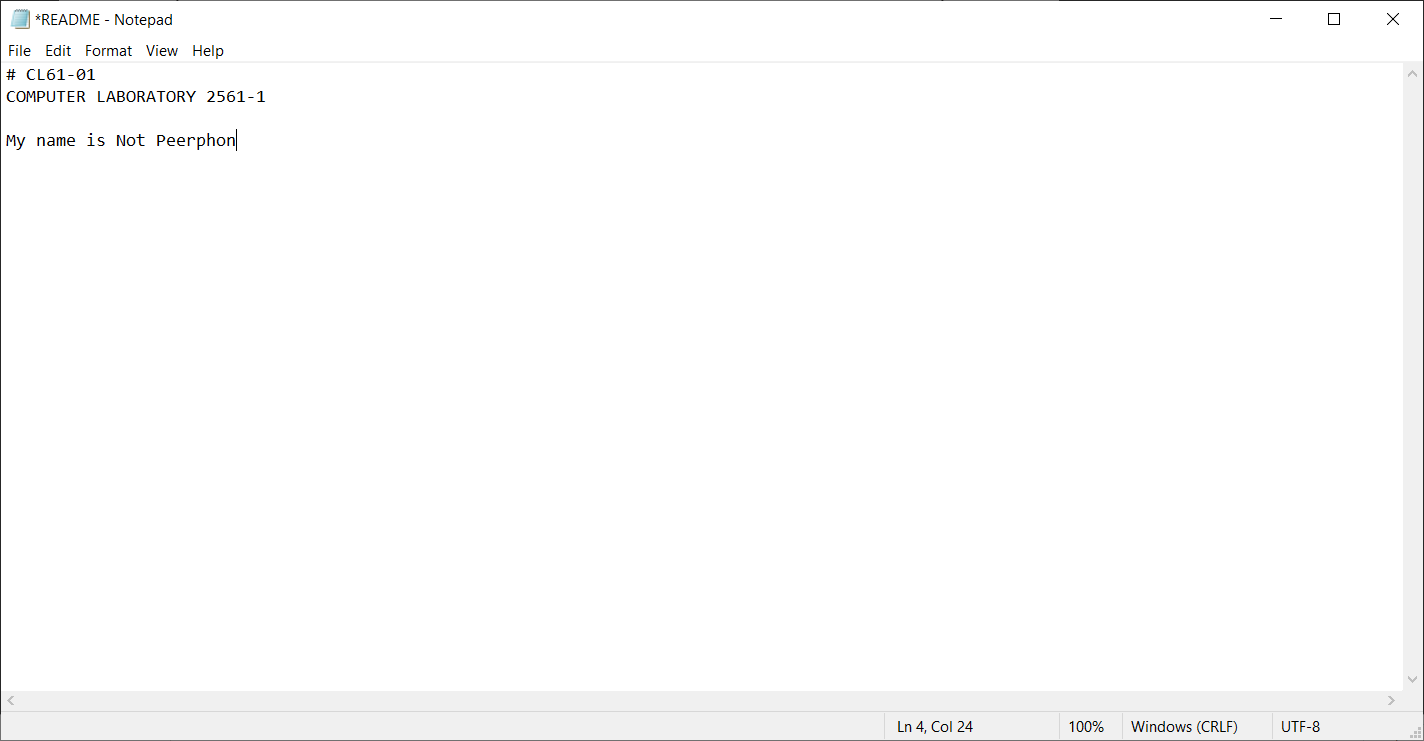 *README - Notepad
File Edit Format View Help
# CL61-01
COMPUTER LABORATORY 2561-1
My name is Not Peerphon
Ln 4, Col 24 100% Windows (CRLF) UTF-8